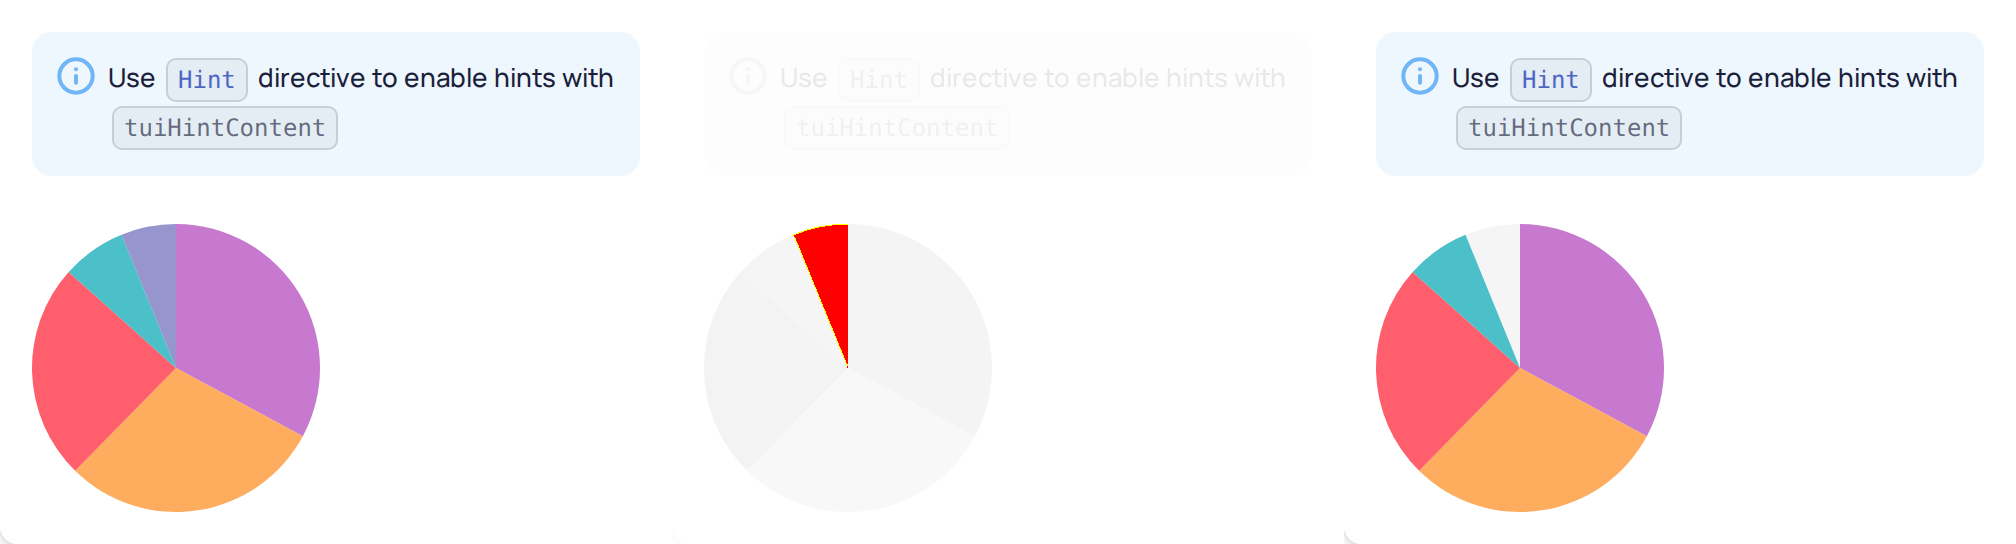 Use Hint directive to enable hints with
tuiHintContent
Use Hint directive to enable hints with
tuiHintContent
Use Hint directive to enable hints with
tuiHintContent